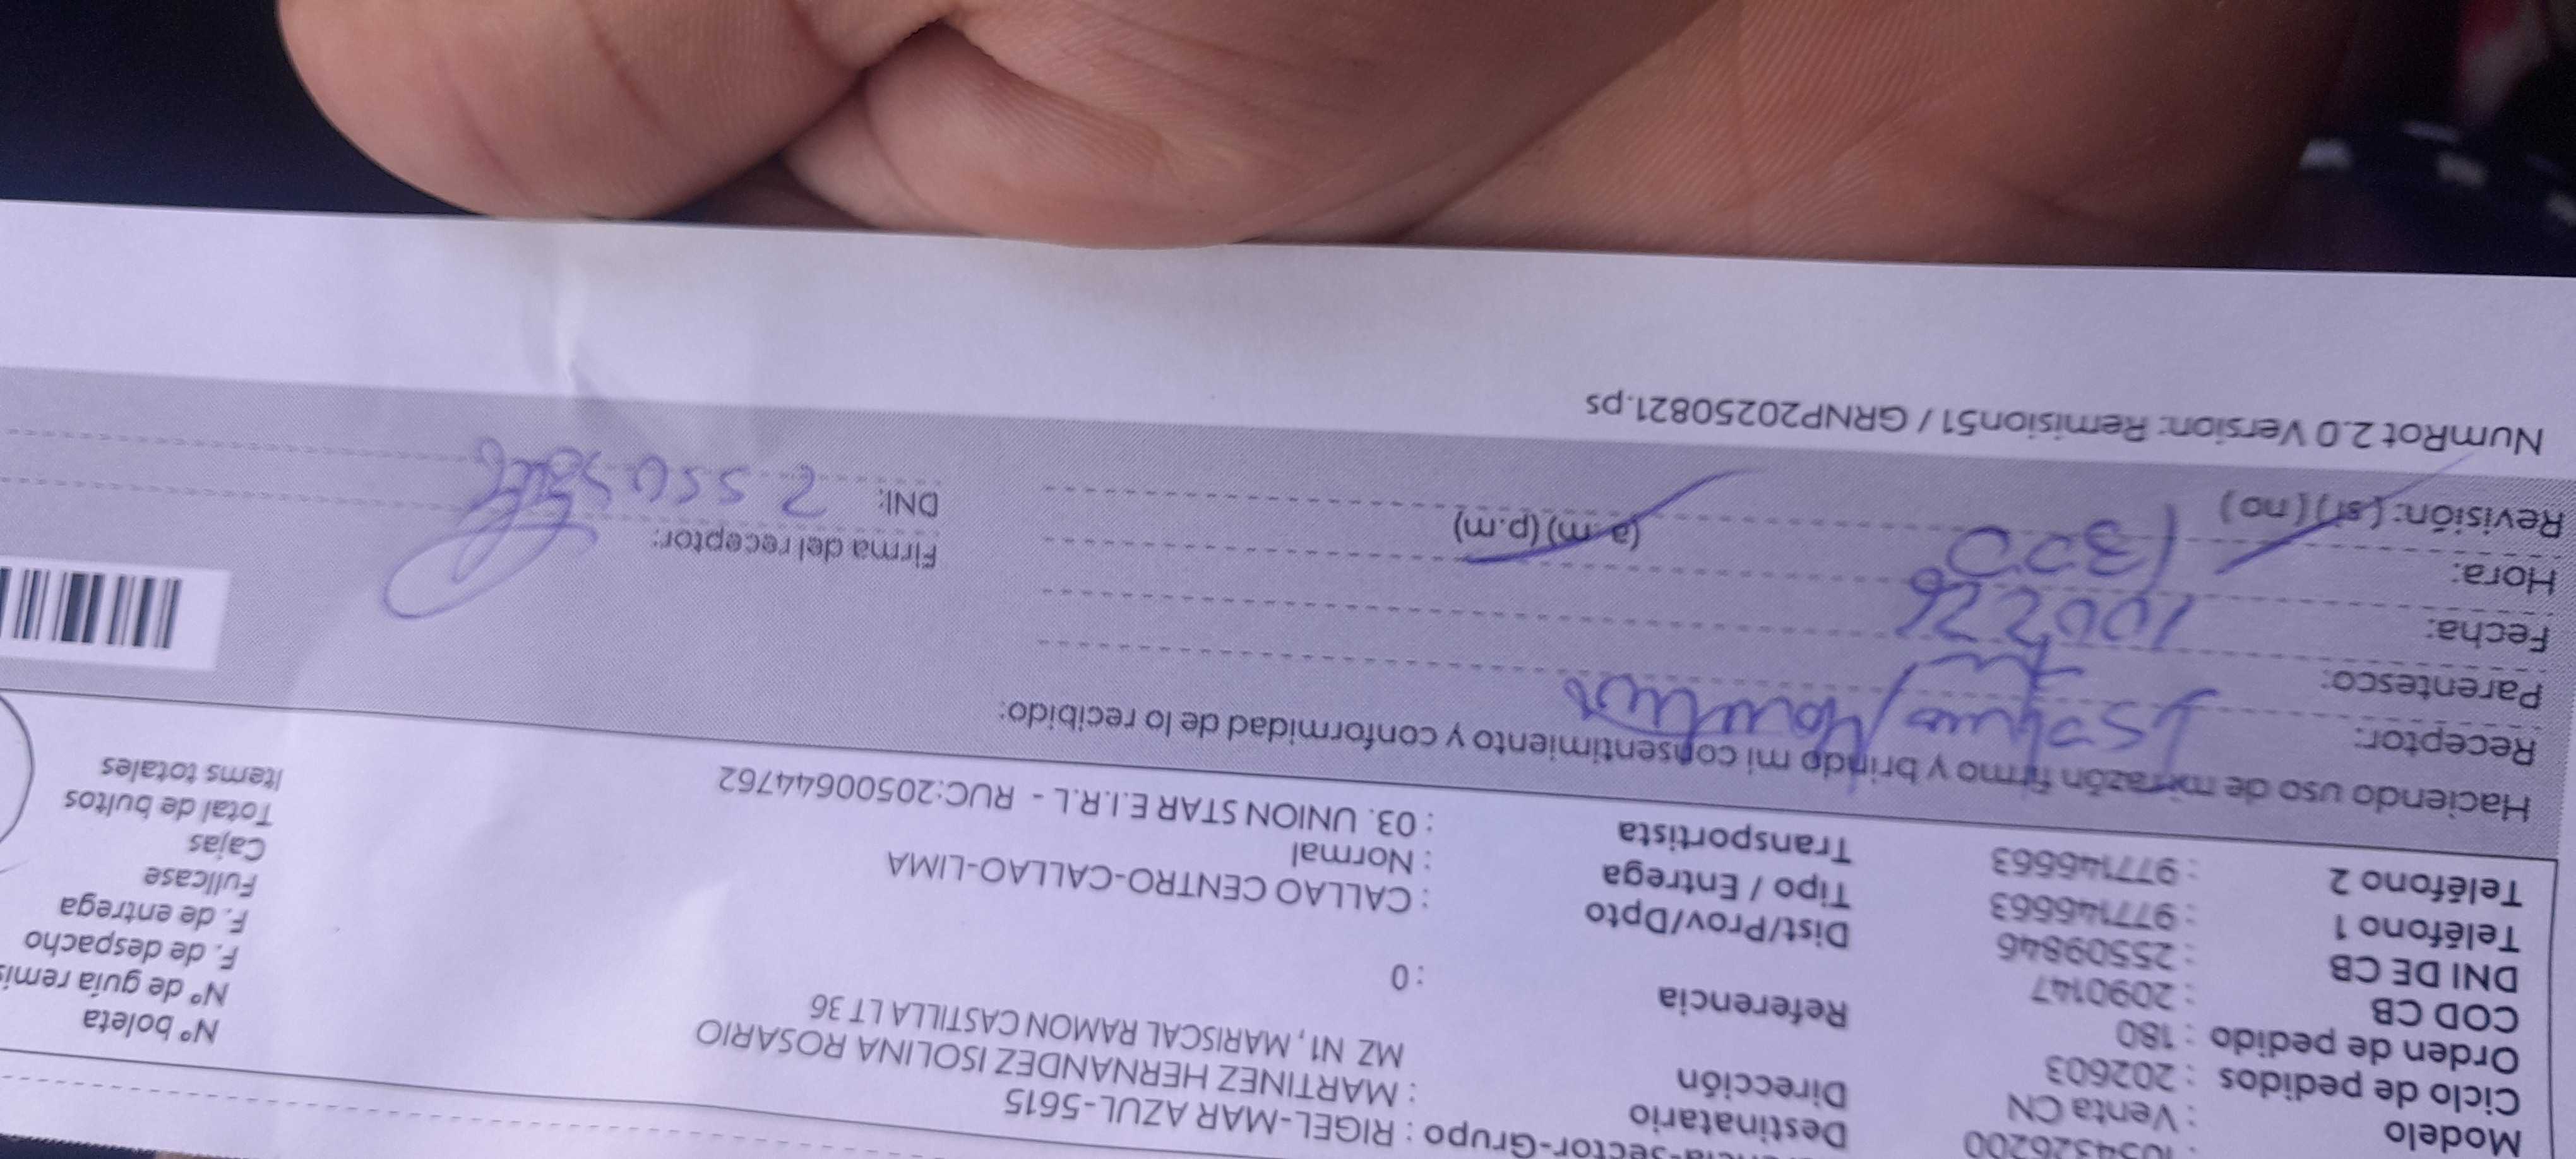 : 1054326200
Modelo : Venta CN
Ciclo de pedidos : 202603
Orden de pedido : 180
COD CB : 2090147
DNI DE CB : 25509846
Teléfono 1 : 977146663
Teléfono 2 : 977146663
-Sector-Grupo : RIGEL-MAR AZUL-5615
Destinatario : MARTINEZ HERNANDEZ ISOLINA ROSARIO
Dirección MZ N1, MARISCAL RAMON CASTILLA LT 36
Referencia : 0
Dist/Prov/Dpto : CALLAO CENTRO-CALLAO-LIMA
Tipo / Entrega : Normal
Transportista : 03. UNION STAR E.I.R.L - RUC:20500644762
N° boleta
N° de guía remis
F. de despacho
F. de entrega
Fullcase
Cajas
Total de bultos
Items totales
Haciendo uso de mi razón firmo y brindo mi consentimiento y conformidad de lo recibido:
Receptor:
Parentesco:
Fecha: 100226
Hora: 1300 (a.m) (p.m)
Revisión: (si) (no)
Firma del receptor:
DNI:
NumRot 2.0 Version: Remision51 / GRNP20250821.ps